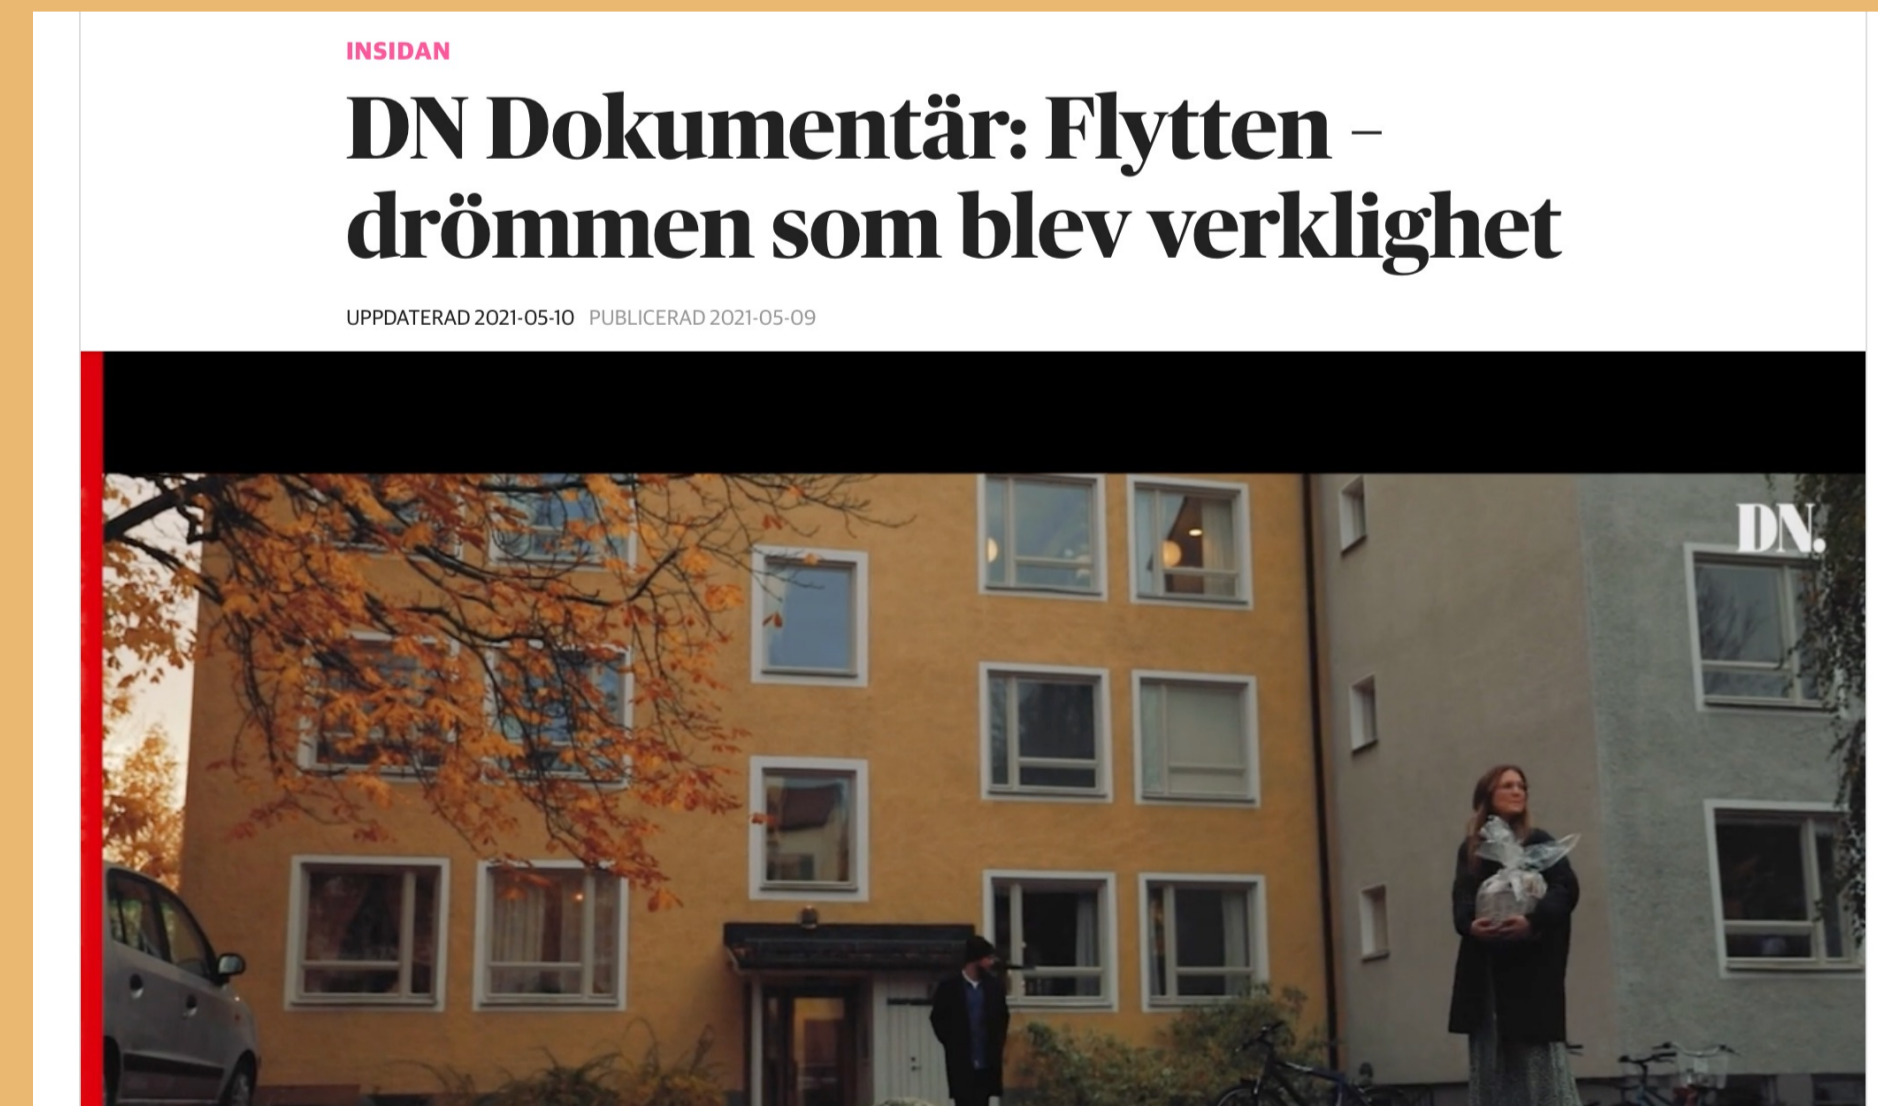 INSIDAN
DN Dokumentär: Flytten –
drömmen som blev verklighet
UPPDATERAD 2021-05-10 PUBLICERAD 2021-05-09
DN.